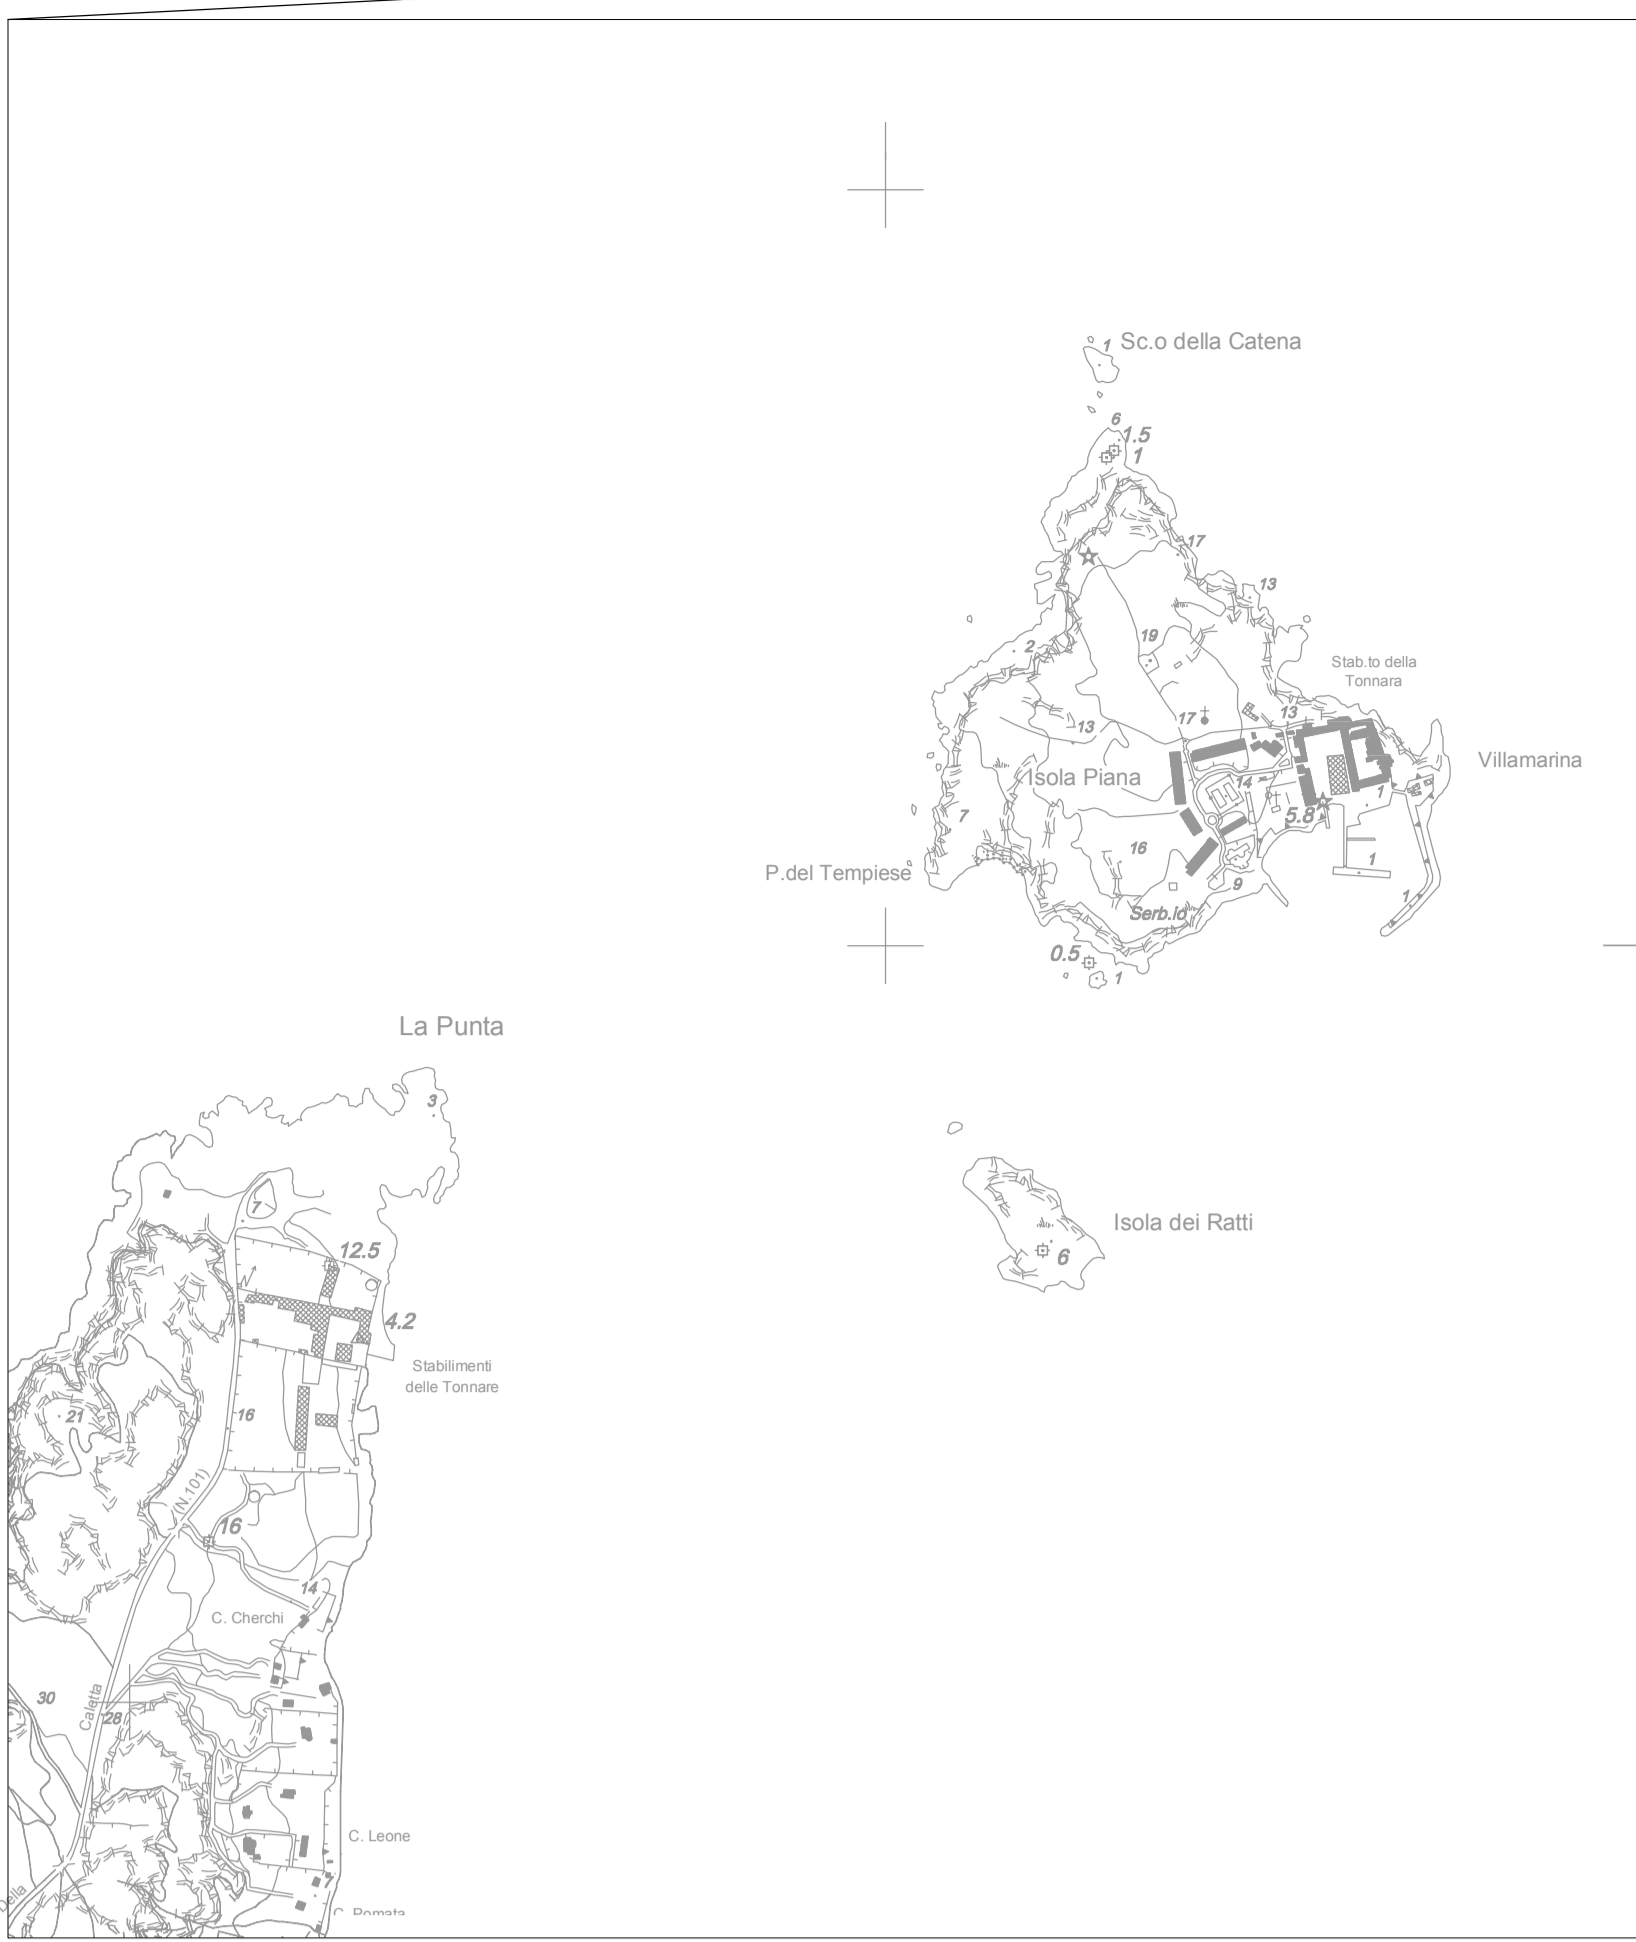 1 Sc.o della Catena
6
1.5
1
17
13
19
2
Stab.to della
Tonnara
17
13
13
Villamarina
Isola Piana
14
1
5.8
7
16
1
P.del Tempiese
9
1
Serb.io
0.5
1
La Punta
3
7
Isola dei Ratti
12.5
6
N
4.2
Stabilimenti
delle Tonnare
21
16
(N.101)
16
14
C. Cherchi
30
Caletta
28
C. Leone
7
Della
C. Pomata